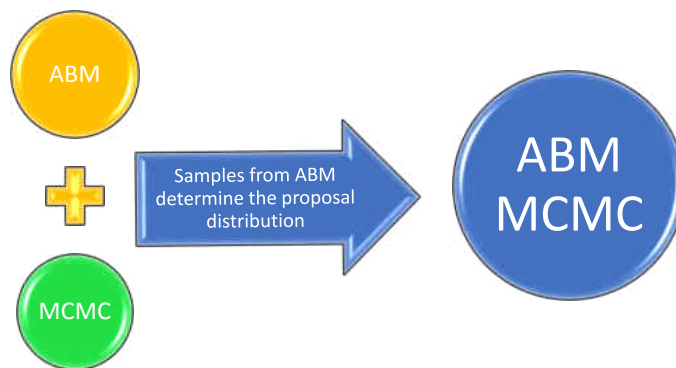 ABM
MCMC
Samples from ABM
determine the proposal
distribution
ABM
MCMC